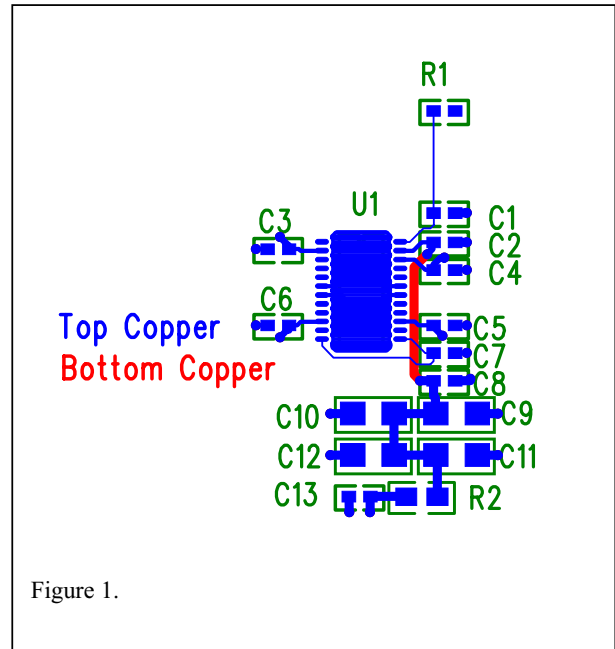 R1
U1
C3
C1
C2
C4
C6
Top Copper
C5
Bottom Copper
C7
C8
C10
C9
C12
C11
C13
R2
Figure 1.